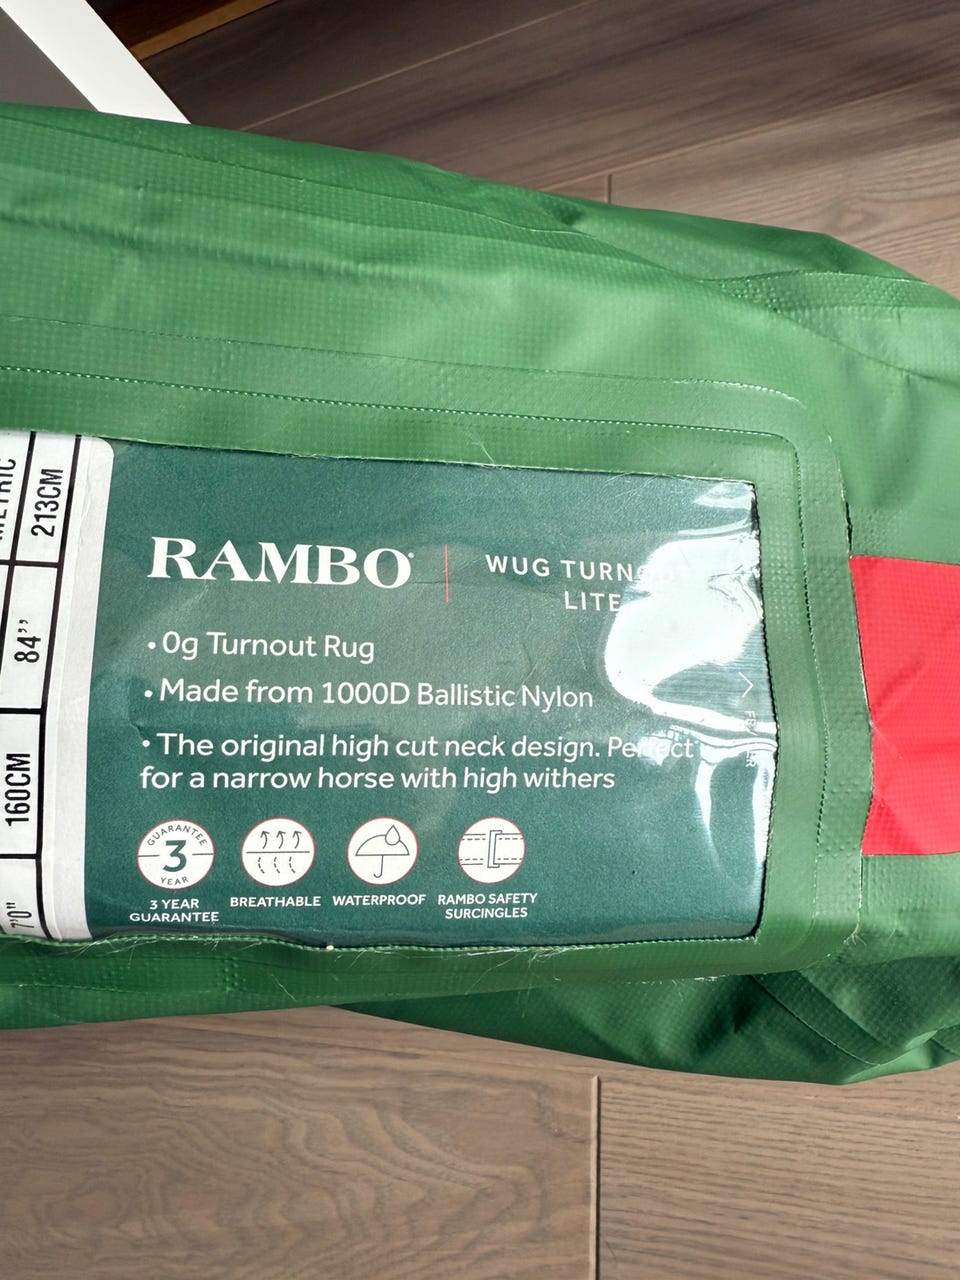 213CM
84’’
160CM
7'0"
RAMBO
WUG TURNOUT
LITE
• 0g Turnout Rug
• Made from 1000D Ballistic Nylon
• The original high cut neck design. Perfect
for a narrow horse with high withers
GUARANTEE
3
YEAR
3 YEAR
GUARANTEE
BREATHABLE
WATERPROOF
RAMBO SAFETY
SURCINGLES